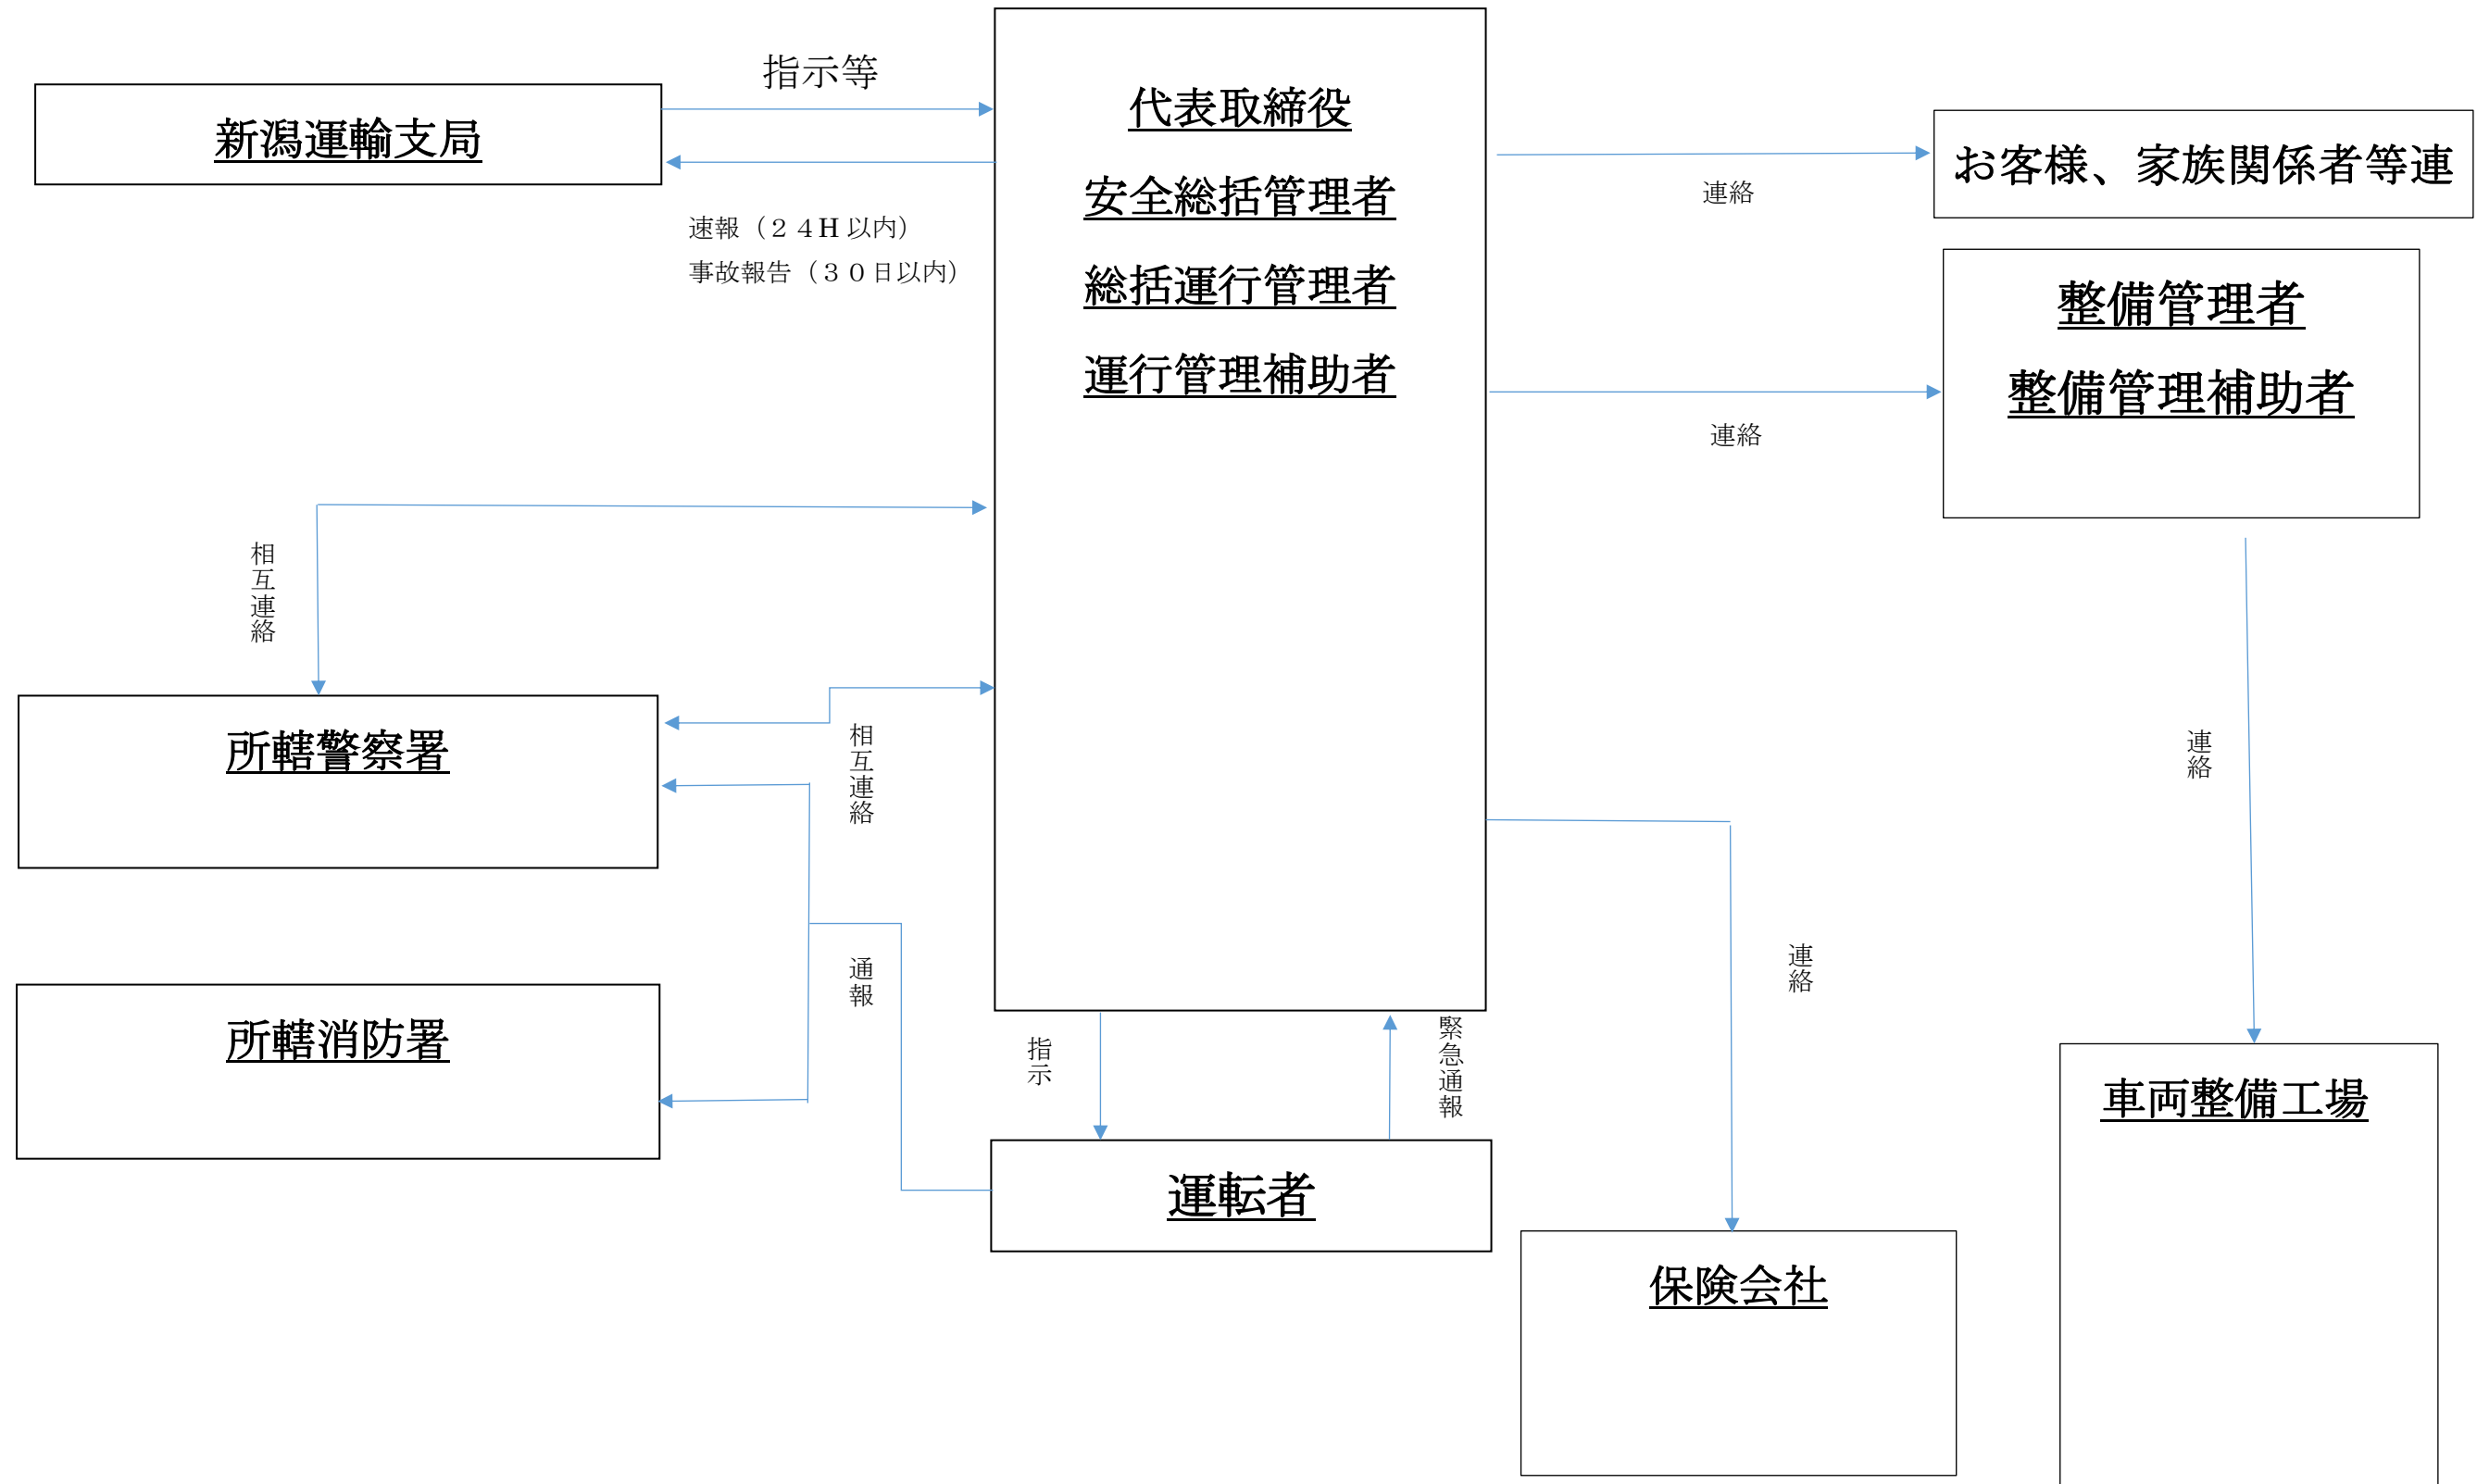 指示等
新潟運輸支局
速報（２４H以内）
事故報告（３０日以内）
代表取締役
安全総括管理者
総括運行管理者
運行管理補助者
連絡
お客様、家族関係者等連
整備管理者
整備管理補助者
連絡
相互連絡
所轄警察署
相互連絡
連絡
通報
連絡
所轄消防署
指示
緊急通報
運転者
車両整備工場
保険会社